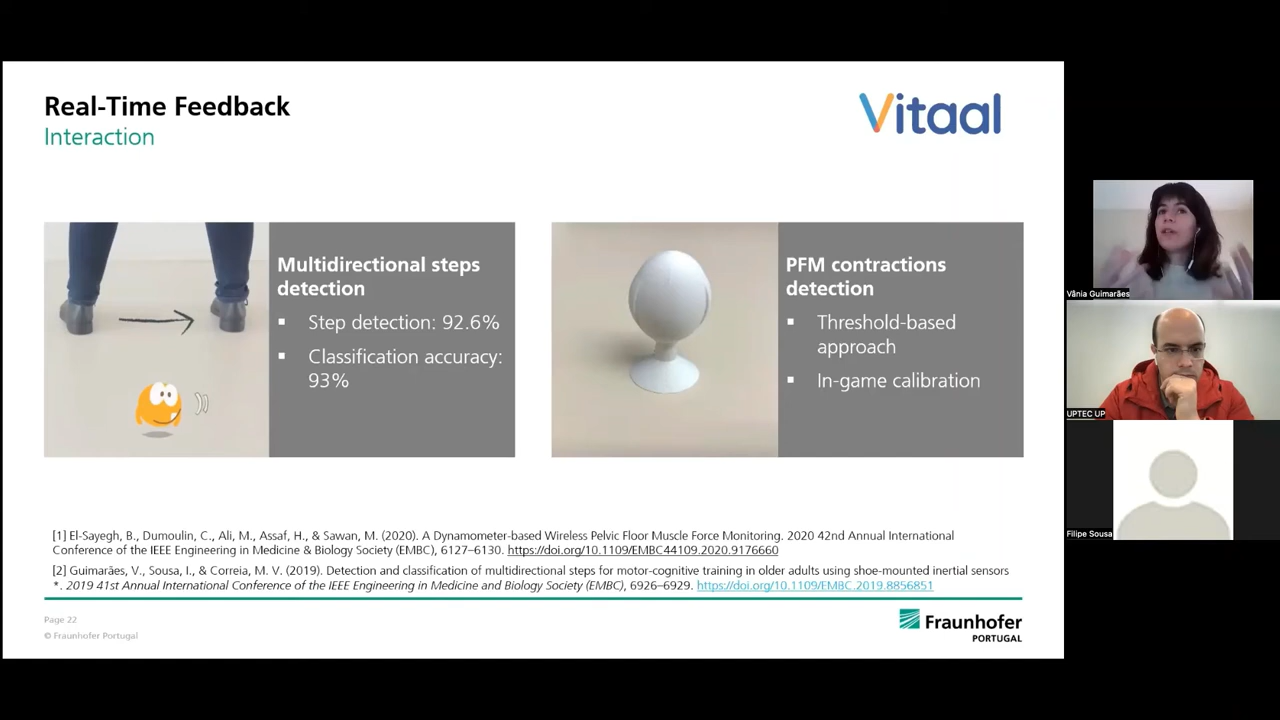 Real-Time Feedback
Interaction
Vitaal
Multidirectional steps
detection
▪ Step detection: 92.6%
▪ Classification accuracy:
93%
PFM contractions
detection
▪ Threshold-based
approach
▪ In-game calibration
[1] El-Sayegh, B., Dumoulin, C., Ali, M., Assaf, H., & Sawan, M. (2020). A Dynamometer-based Wireless Pelvic Floor Muscle Force Monitoring. 2020 42nd Annual International
Conference of the IEEE Engineering in Medicine & Biology Society (EMBC), 6127–6130. https://doi.org/10.1109/EMBC44109.2020.9176660
[2] Guimarães, V., Sousa, I., & Correia, M. V. (2019). Detection and classification of multidirectional steps for motor-cognitive training in older adults using shoe-mounted inertial sensors
*. 2019 41st Annual International Conference of the IEEE Engineering in Medicine and Biology Society (EMBC), 6926–6929. https://doi.org/10.1109/EMBC.2019.8856851
Page 22
© Fraunhofer Portugal
Fraunhofer
PORTUGAL
Vânia Guimarães
UPTEC UP
Filipe Sousa